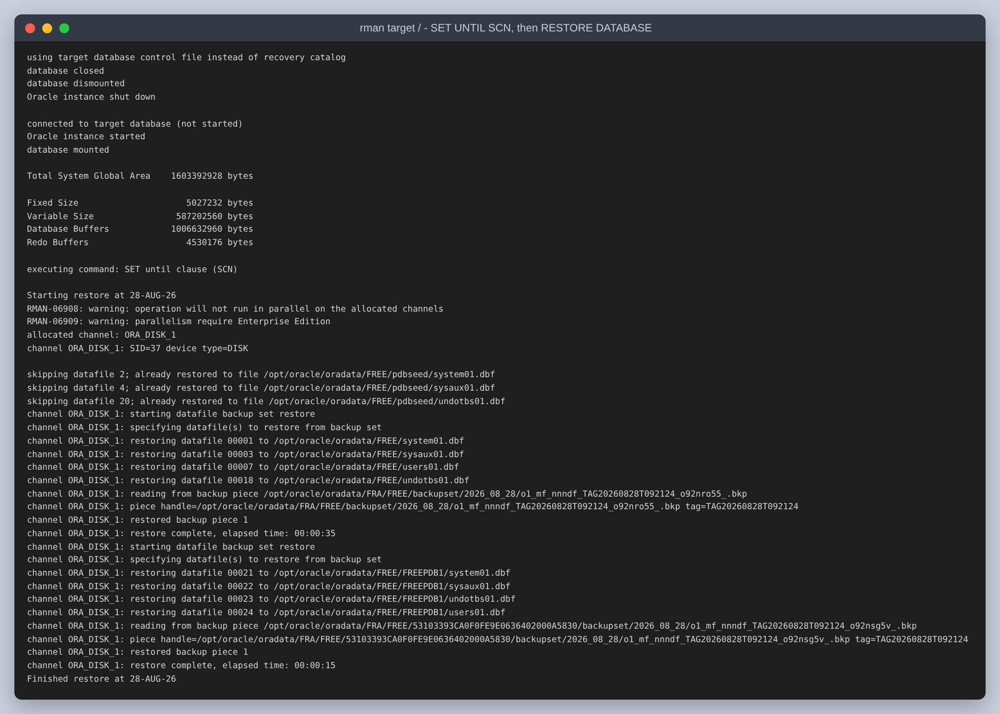 rman target / - SET UNTIL SCN, then RESTORE DATABASE
using target database control file instead of recovery catalog
database closed
database dismounted
Oracle instance shut down
connected to target database (not started)
Oracle instance started
database mounted
Total System Global Area    1603392928 bytes
Fixed Size                     5027232 bytes
Variable Size                587202560 bytes
Database Buffers            1006632960 bytes
Redo Buffers                   4530176 bytes
executing command: SET until clause (SCN)
Starting restore at 28-AUG-26
RMAN-06908: warning: operation will not run in parallel on the allocated channels
RMAN-06909: warning: parallelism require Enterprise Edition
allocated channel: ORA_DISK_1
channel ORA_DISK_1: SID=37 device type=DISK
skipping datafile 2; already restored to file /opt/oracle/oradata/FREE/pdbseed/system01.dbf
skipping datafile 4; already restored to file /opt/oracle/oradata/FREE/pdbseed/sysaux01.dbf
skipping datafile 20; already restored to file /opt/oracle/oradata/FREE/pdbseed/undotbs01.dbf
channel ORA_DISK_1: starting datafile backup set restore
channel ORA_DISK_1: specifying datafile(s) to restore from backup set
channel ORA_DISK_1: restoring datafile 00001 to /opt/oracle/oradata/FREE/system01.dbf
channel ORA_DISK_1: restoring datafile 00003 to /opt/oracle/oradata/FREE/sysaux01.dbf
channel ORA_DISK_1: restoring datafile 00007 to /opt/oracle/oradata/FREE/users01.dbf
channel ORA_DISK_1: restoring datafile 00018 to /opt/oracle/oradata/FREE/undotbs01.dbf
channel ORA_DISK_1: reading from backup piece /opt/oracle/oradata/FRA/FREE/backupset/2026_08_28/o1_mf_nnndf_TAG20260828T092124_o92nro55_.bkp
channel ORA_DISK_1: piece handle=/opt/oracle/oradata/FRA/FREE/backupset/2026_08_28/o1_mf_nnndf_TAG20260828T092124_o92nro55_.bkp tag=TAG20260828T092124
channel ORA_DISK_1: restored backup piece 1
channel ORA_DISK_1: restore complete, elapsed time: 00:00:35
channel ORA_DISK_1: starting datafile backup set restore
channel ORA_DISK_1: specifying datafile(s) to restore from backup set
channel ORA_DISK_1: restoring datafile 00021 to /opt/oracle/oradata/FREE/FREEPDB1/system01.dbf
channel ORA_DISK_1: restoring datafile 00022 to /opt/oracle/oradata/FREE/FREEPDB1/sysaux01.dbf
channel ORA_DISK_1: restoring datafile 00023 to /opt/oracle/oradata/FREE/FREEPDB1/undotbs01.dbf
channel ORA_DISK_1: restoring datafile 00024 to /opt/oracle/oradata/FREE/FREEPDB1/users01.dbf
channel ORA_DISK_1: reading from backup piece /opt/oracle/oradata/FRA/FREE/53103393CA0F0FE9E0636402000A5830/backupset/2026_08_28/o1_mf_nnndf_TAG20260828T092124_o92nsg5v_.bkp
channel ORA_DISK_1: piece handle=/opt/oracle/oradata/FRA/FREE/53103393CA0F0FE9E0636402000A5830/backupset/2026_08_28/o1_mf_nnndf_TAG20260828T092124_o92nsg5v_.bkp tag=TAG20260828T092124
channel ORA_DISK_1: restored backup piece 1
channel ORA_DISK_1: restore complete, elapsed time: 00:00:15
Finished restore at 28-AUG-26